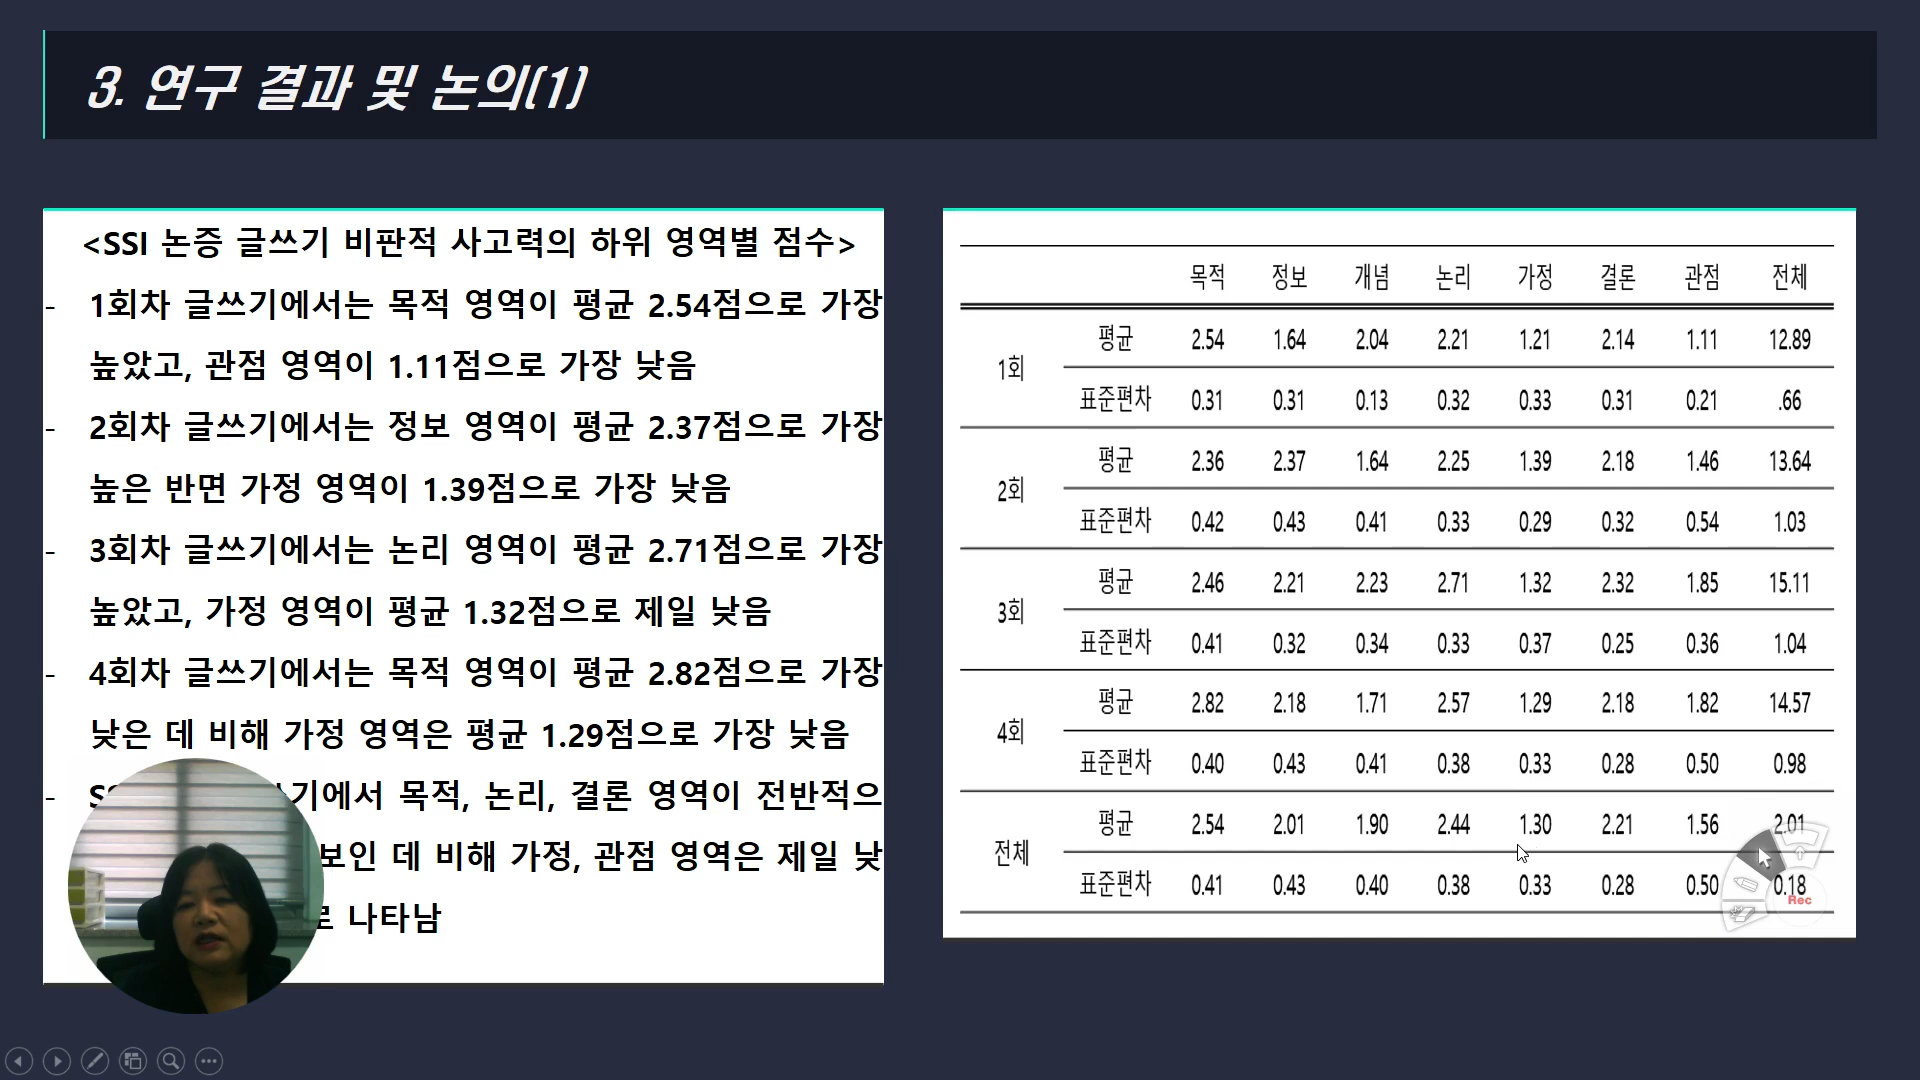 3. 연구 결과 및 논의(1)
<SSI 논증 글쓰기 비판적 사고력의 하위 영역별 점수>
- 1회차 글쓰기에서는 목적 영역이 평균 2.54점으로 가장
높았고, 관점 영역이 1.11점으로 가장 낮음
- 2회차 글쓰기에서는 정보 영역이 평균 2.37점으로 가장
높은 반면 가정 영역이 1.39점으로 가장 낮음
- 3회차 글쓰기에서는 논리 영역이 평균 2.71점으로 가장
높았고, 가정 영역이 평균 1.32점으로 제일 낮음
- 4회차 글쓰기에서는 목적 영역이 평균 2.82점으로 가장
낮은 데 비해 가정 영역은 평균 1.29점으로 가장 낮음
- 기에서 목적, 논리, 결론 영역이 전반적으
보인 데 비해 가정, 관점 영역은 제일 낮
로 나타남
목적 정보 개념 논리 가정 결론 관점 전체
1회
평균 2.54 1.64 2.04 2.21 1.21 2.14 1.11 12.89
표준편차 0.31 0.31 0.13 0.32 0.33 0.31 0.21 .66
2회
평균 2.36 2.37 1.64 2.25 1.39 2.18 1.46 13.64
표준편차 0.42 0.43 0.41 0.33 0.29 0.32 0.54 1.03
3회
평균 2.46 2.21 2.23 2.71 1.32 2.32 1.85 15.11
표준편차 0.41 0.32 0.34 0.33 0.37 0.25 0.36 1.04
4회
평균 2.82 2.18 1.71 2.57 1.29 2.18 1.82 14.57
표준편차 0.40 0.43 0.41 0.38 0.33 0.28 0.50 0.98
전체
평균 2.54 2.01 1.90 2.44 1.30 2.21 1.56 2.01
표준편차 0.41 0.43 0.40 0.38 0.33 0.28 0.50 0.18
Rec